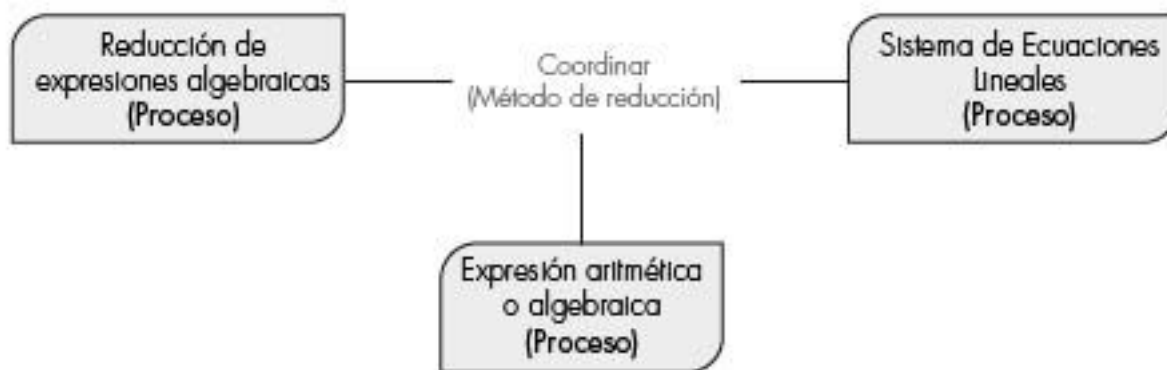 Reducción de
expresiones algebraicas
(Proceso)
Coordinar
(Método de reducción)
Sistema de Ecuaciones
Lineales
(Proceso)
Expresión aritmética
o algebraica
(Proceso)